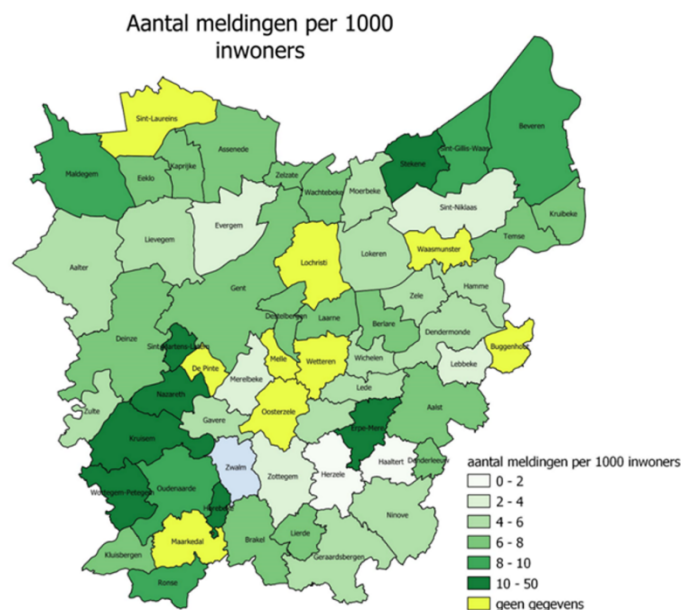 Aantal meldingen per 1000
inwoners
Sint-Laureins
Beveren
Maldegem
Assenede
Stekene
Sint-Gillis-Waas
Kaprijke
Eeklo
Zelzate
Wachtebeke
Moerbeke
Sint-Niklaas
Kruibeke
Evergem
Lievegem
Temse
Lochristi
Lokeren
Waasmunster
Aalter
Gent
Zele
Hamme
Destelbergen
Laarne
Berlare
Dendermonde
Deinze
Sint-Martens-Latem
Buggenhout
De Pinte
Melle
Wetteren
Wichelen
Lebbeke
Merelbeke
Nazareth
Lede
Zulte
Gavere
Oosterzele
Aalst
Erpe-Mere
Kruisem
Zwalm
Zottegem
Herzele
Haaltert
Denderleeuw
Wortegem-Petegem
Oudenaarde
Horebeke
Ninove
Maarkedal
Brakel
Lierde
Kluisbergen
Geraardsbergen
Ronse
aantal meldingen per 1000 inwoners
0 - 2
2 - 4
4 - 6
6 - 8
8 - 10
10 - 50
geen gegevens